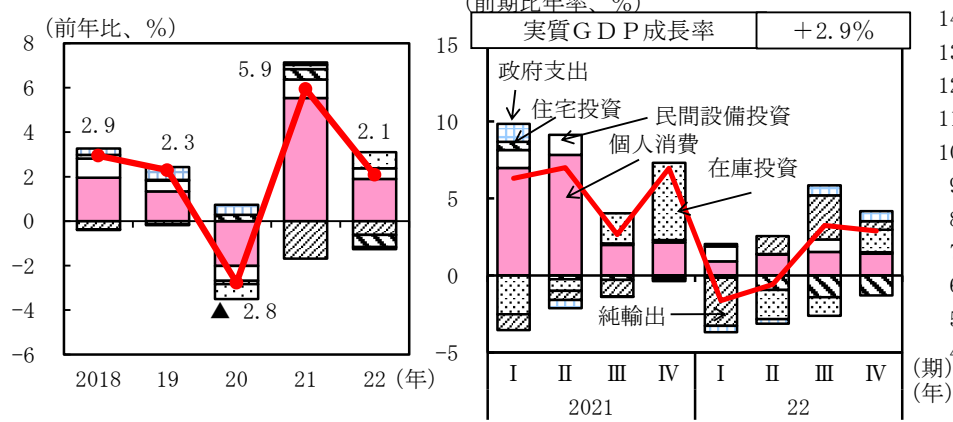 (前年比、%)
8
6
4
2
0
-2
-4
-6
2.9
2.3
▲ 2.8
5.9
2.1
2018 19 20 21 22 (年)
(前期比年率、%)
実質GDP成長率 +2.9%
15
10
5
0
-5
政府支出
住宅投資
民間設備投資
個人消費
在庫投資
純輸出
Ⅰ Ⅱ Ⅲ Ⅳ Ⅰ Ⅱ Ⅲ Ⅳ (期)
2021 22 (年)